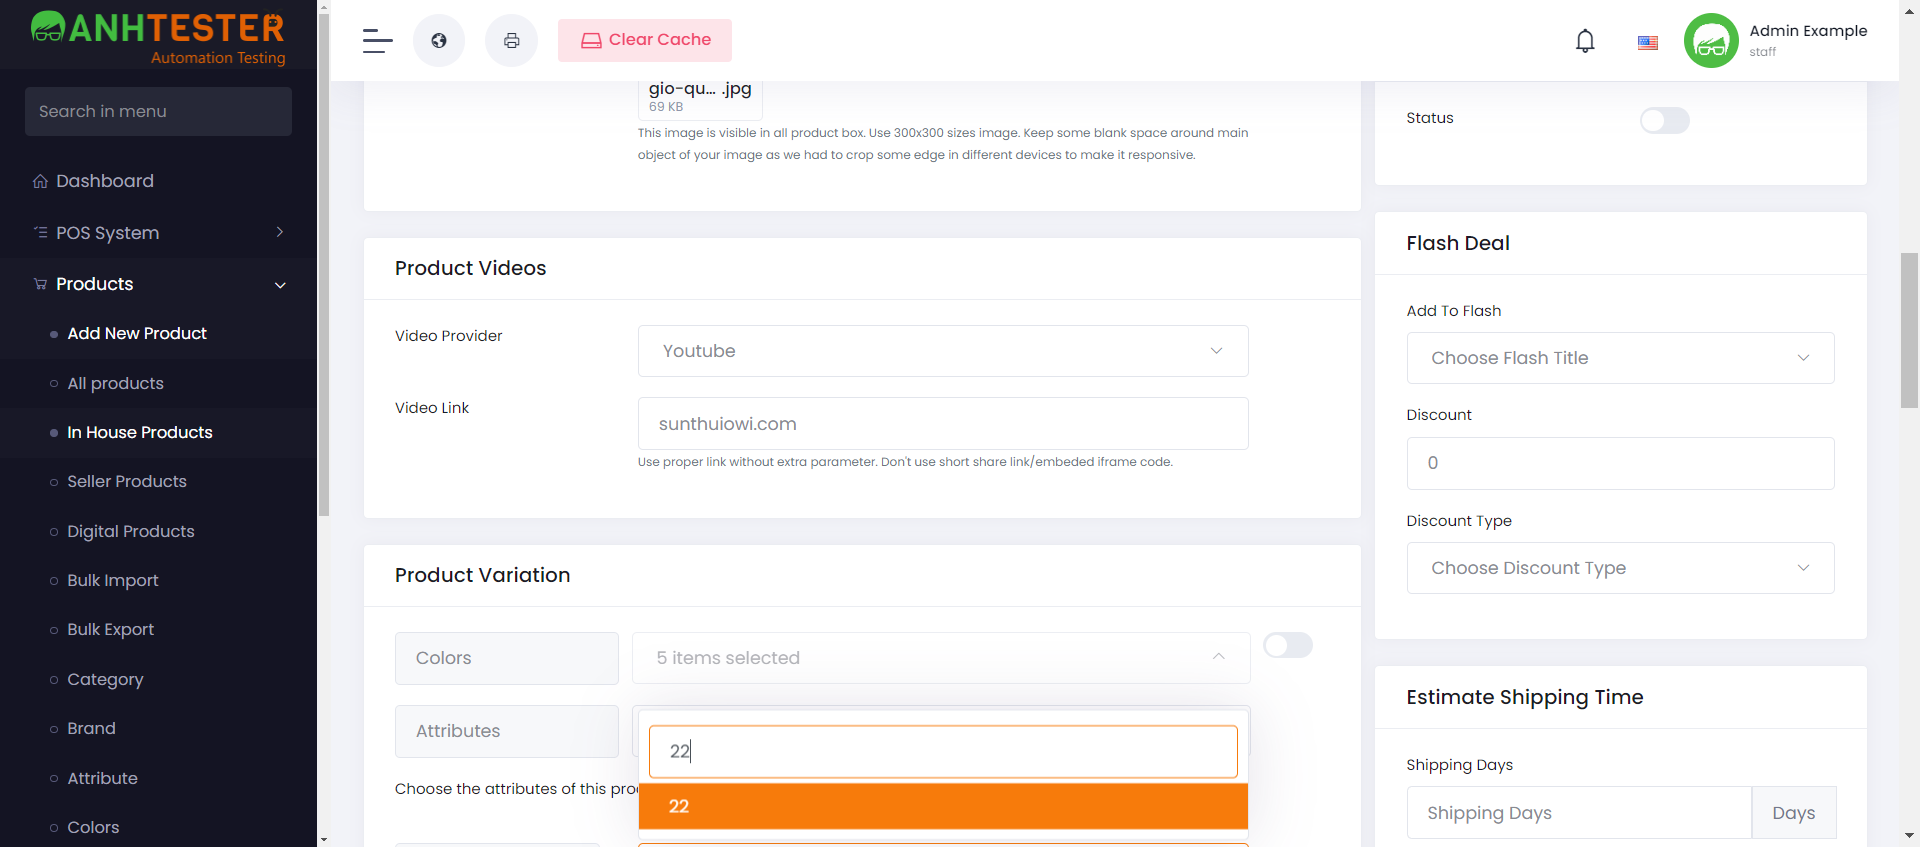 ANHTESTER
Automation Testing
Search in menu
Dashboard
POS System
Products
Add New Product
All products
In House Products
Seller Products
Digital Products
Bulk Import
Bulk Export
Category
Brand
Attribute
Colors
Clear Cache
Admin Example
staff
gio-qu... .jpg
69 KB
This image is visible in all product box. Use 300x300 sizes image. Keep some blank space around main
object of your image as we had to crop some edge in different devices to make it responsive.
Product Videos
Video Provider
Youtube
Video Link
sunthuiowi.com
Use proper link without extra parameter. Don't use short share link/embeded iframe code.
Product Variation
Colors
5 items selected
Attributes
22
Choose the attributes of this pro
22
Status
Flash Deal
Add To Flash
Choose Flash Title
Discount
0
Discount Type
Choose Discount Type
Estimate Shipping Time
Shipping Days
Shipping Days
Days